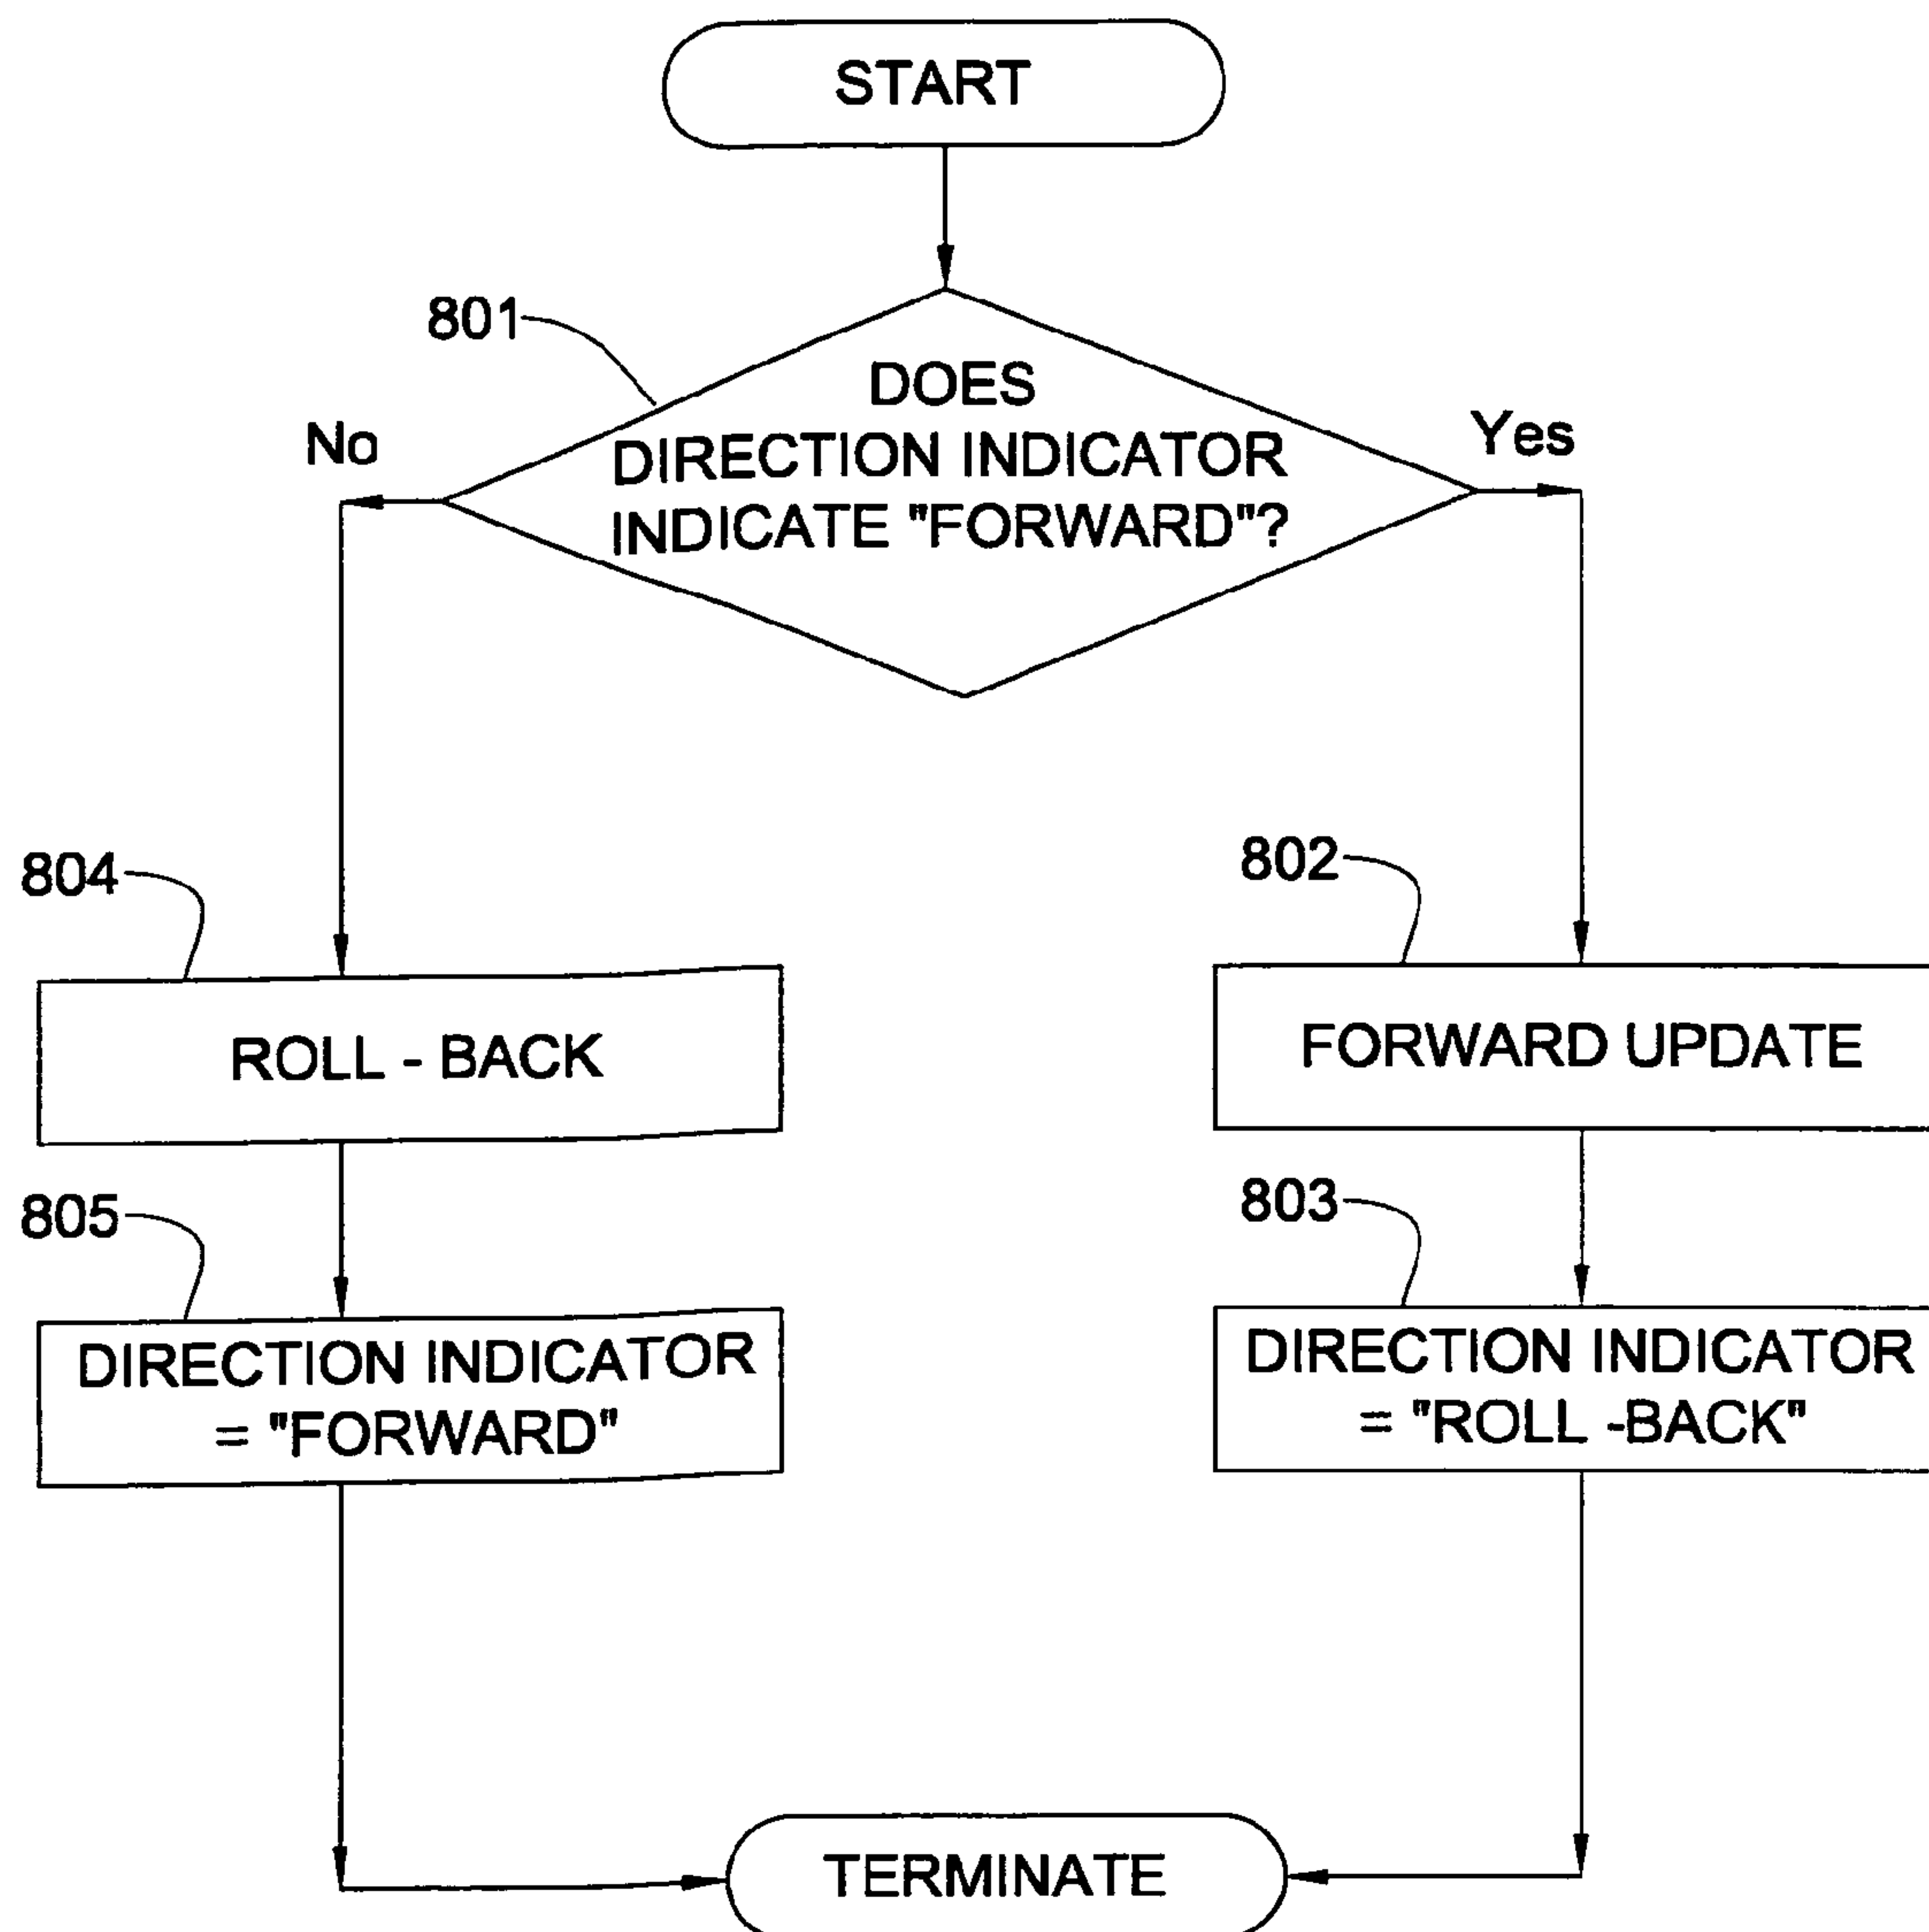 START
801
DOES
DIRECTION INDICATOR
INDICATE "FORWARD"?
No
Yes
804
ROLL - BACK
802
FORWARD UPDATE
805
DIRECTION INDICATOR
= "FORWARD"
803
DIRECTION INDICATOR
= "ROLL -BACK"
TERMINATE